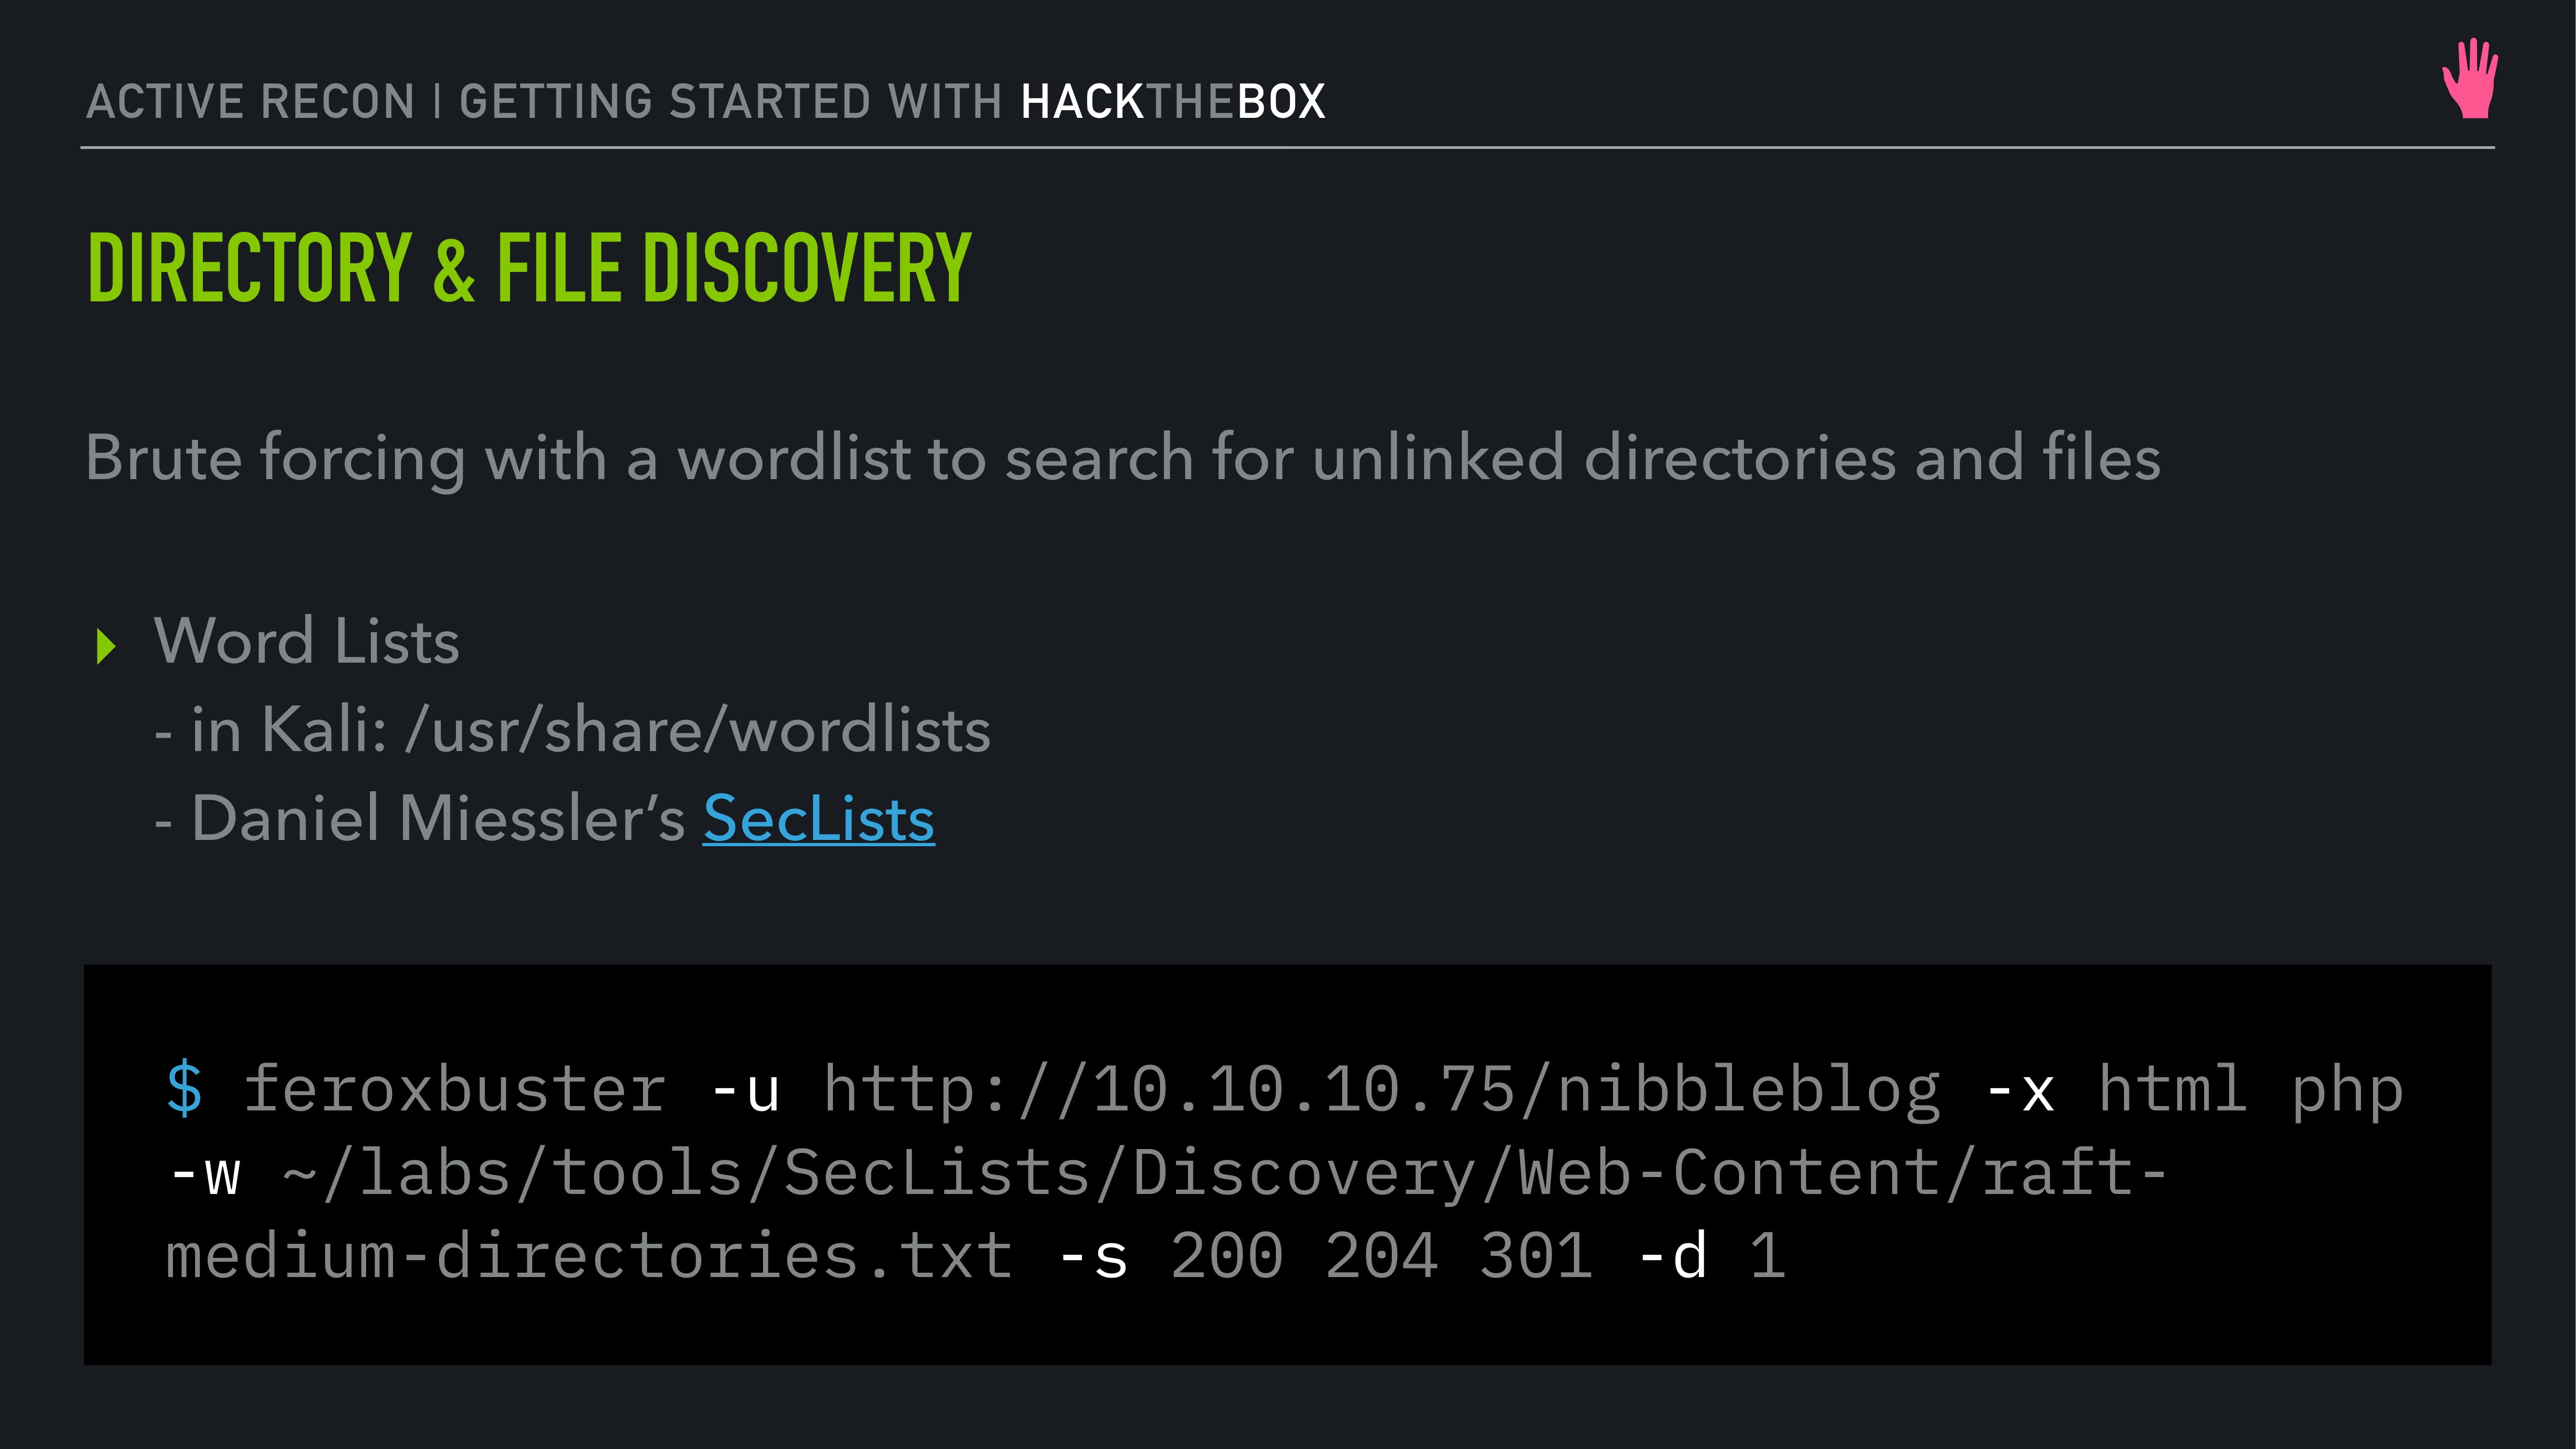 ACTIVE RECON | GETTING STARTED WITH HACKTHEBOX
DIRECTORY & FILE DISCOVERY
Brute forcing with a wordlist to search for unlinked directories and files
Word Lists
- in Kali: /usr/share/wordlists
- Daniel Miessler’s SecLists
$ feroxbuster -u http://10.10.10.75/nibbleblog -x html php
-w ~/labs/tools/SecLists/Discovery/Web-Content/raft-
medium-directories.txt -s 200 204 301 -d 1